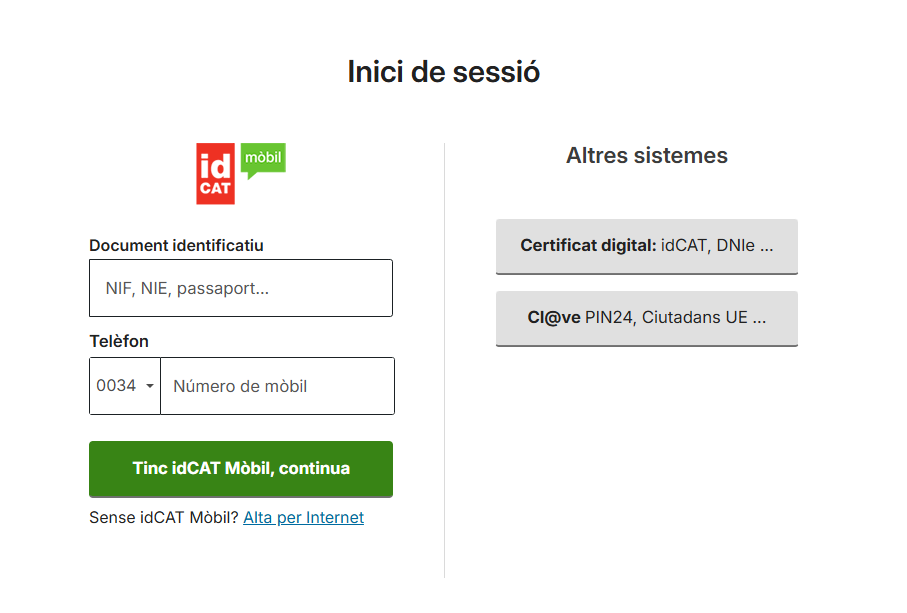 Inici de sessió
id
CAT
mòbil
Document identificatiu
NIF, NIE, passaport...
Telèfon
0034
Número de mòbil
Tinc idCAT Mòbil, continua
Sense idCAT Mòbil? Alta per Internet
Altres sistemes
Certificat digital: idCAT, DNIe ...
Cl@ve PIN24, Ciutadans UE ...